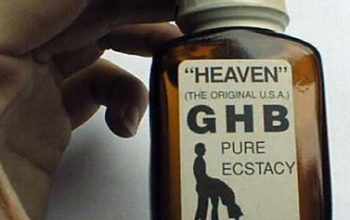 "HEAVEN"
(THE ORIGINAL U.S.A.)
GHB
PURE
ECSTACY